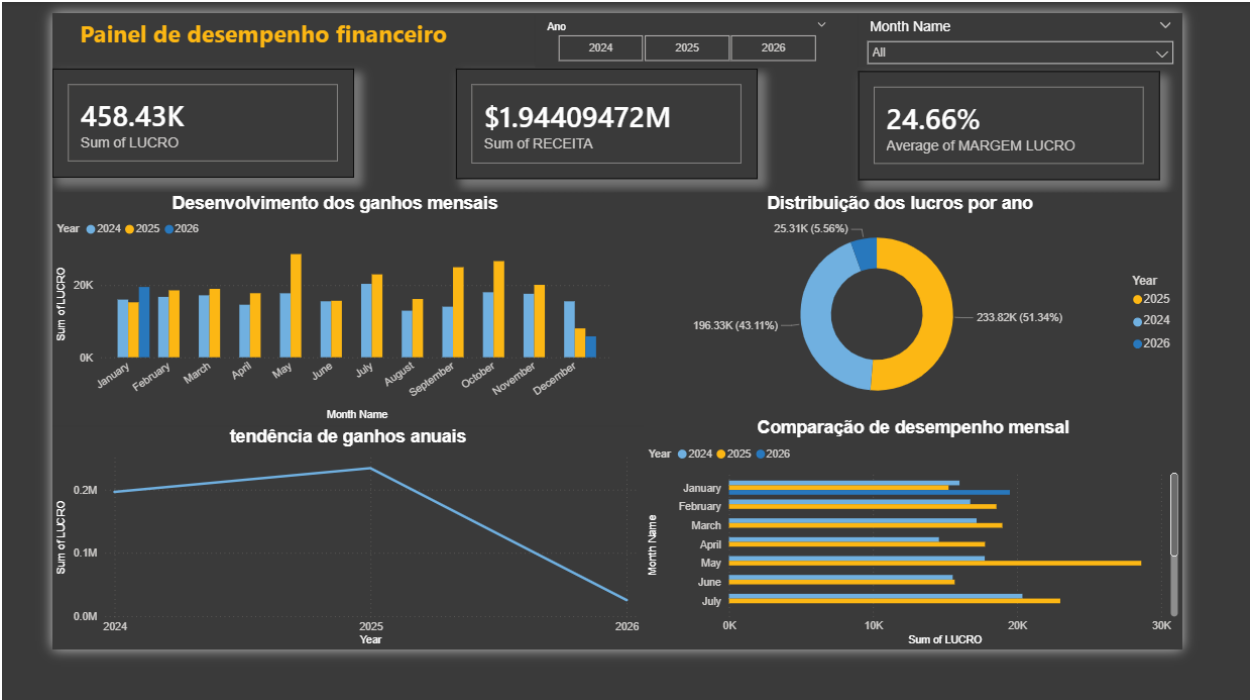 Painel de desempenho financeiro
Ano
2024 2025 2026
Month Name
All
458.43K
Sum of LUCRO
$1.94409472M
Sum of RECEITA
24.66%
Average of MARGEM LUCRO
Desenvolvimento dos ganhos mensais
Year 2024 2025 2026
Sum of LUCRO
20K
0K
January February March April May June July August September October November December
Month Name
Distribuição dos lucros por ano
25.31K (5.56%)
196.33K (43.11%)
233.82K (51.34%)
Year
2025
2024
2026
tendência de ganhos anuais
Sum of LUCRO
0.2M
0.1M
0.0M
2024 2025 2026
Year
Comparação de desempenho mensal
Year 2024 2025 2026
Month Name
January
February
March
April
May
June
July
0K 10K 20K 30K
Sum of LUCRO